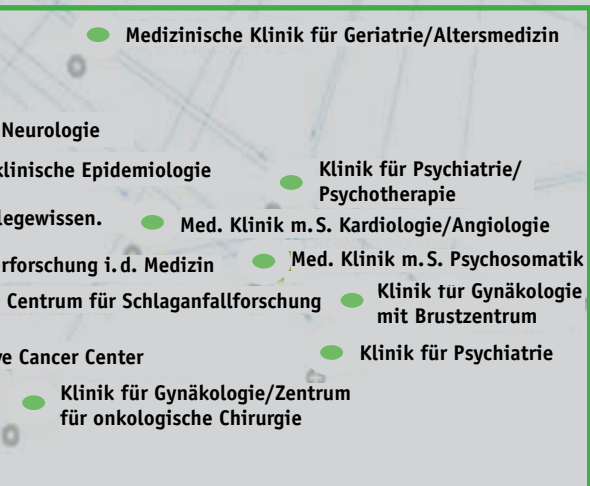 Medizinische Klinik für Geriatrie/Altersmedizin
Neurologie
klinische Epidemiologie
Klinik für Psychiatrie/
Psychotherapie
legewissen.
Med. Klinik m.S. Kardiologie/Angiologie
rforschung i.d. Medizin
Med. Klinik m.S. Psychosomatik
Centrum für Schlaganfallforschung
Klinik für Gynäkologie
mit Brustzentrum
ve Cancer Center
Klinik für Psychiatrie
Klinik für Gynäkologie/Zentrum
für onkologische Chirurgie